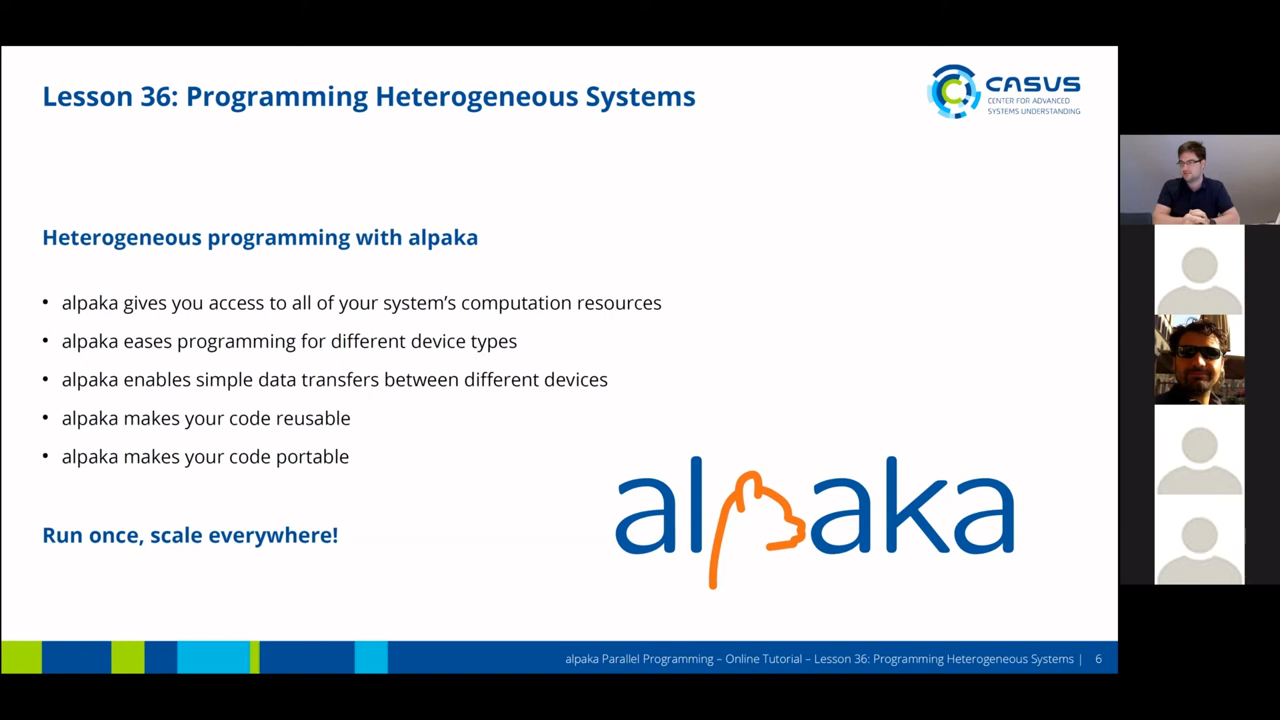 Lesson 36: Programming Heterogeneous Systems
CASUS
CENTER FOR ADVANCED
SYSTEMS UNDERSTANDING
Heterogeneous programming with alpaka
• alpaka gives you access to all of your system’s computation resources
• alpaka eases programming for different device types
• alpaka enables simple data transfers between different devices
• alpaka makes your code reusable
• alpaka makes your code portable
alpaka
Run once, scale everywhere!
alpaka Parallel Programming – Online Tutorial – Lesson 36: Programming Heterogeneous Systems | 6